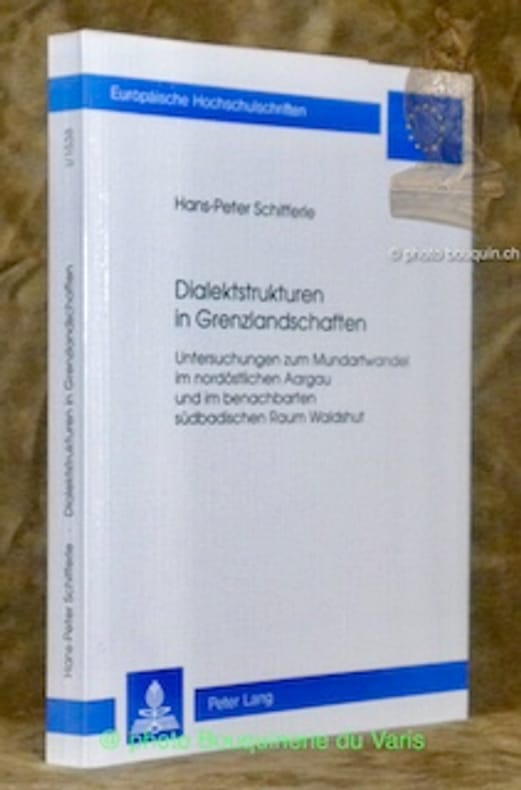 Europäische Hochschulschriften
Hans-Peter Schifferle
Dialektstrukturen
in Grenzlandschaften
Untersuchungen zum Mundartwandel
im nordöstlichen Aargau
und im benachbarten
südbadischen Raum Waldshut
Peter Lang
Hans-Peter Schifferle Dialektstrukturen in Grenzlandschaften I/1538
© photo bouquin.ch
© photo Bouquinerie du Varis